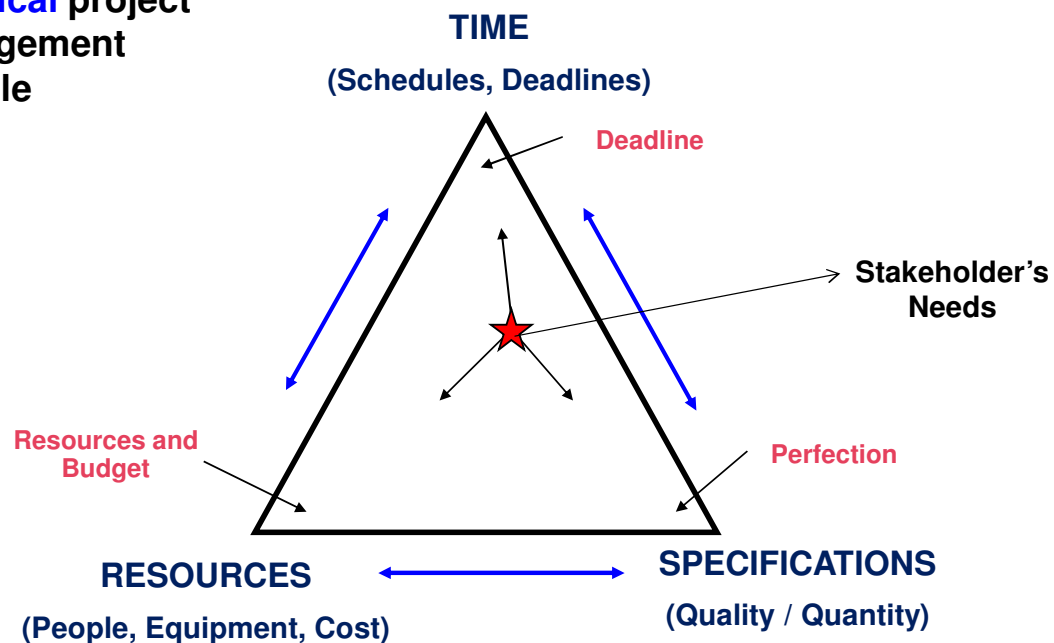 ical project
gement
le
TIME
(Schedules, Deadlines)
Deadline
Stakeholder's
Needs
Resources and
Budget
Perfection
RESOURCES
SPECIFICATIONS
(People, Equipment, Cost)
(Quality / Quantity)